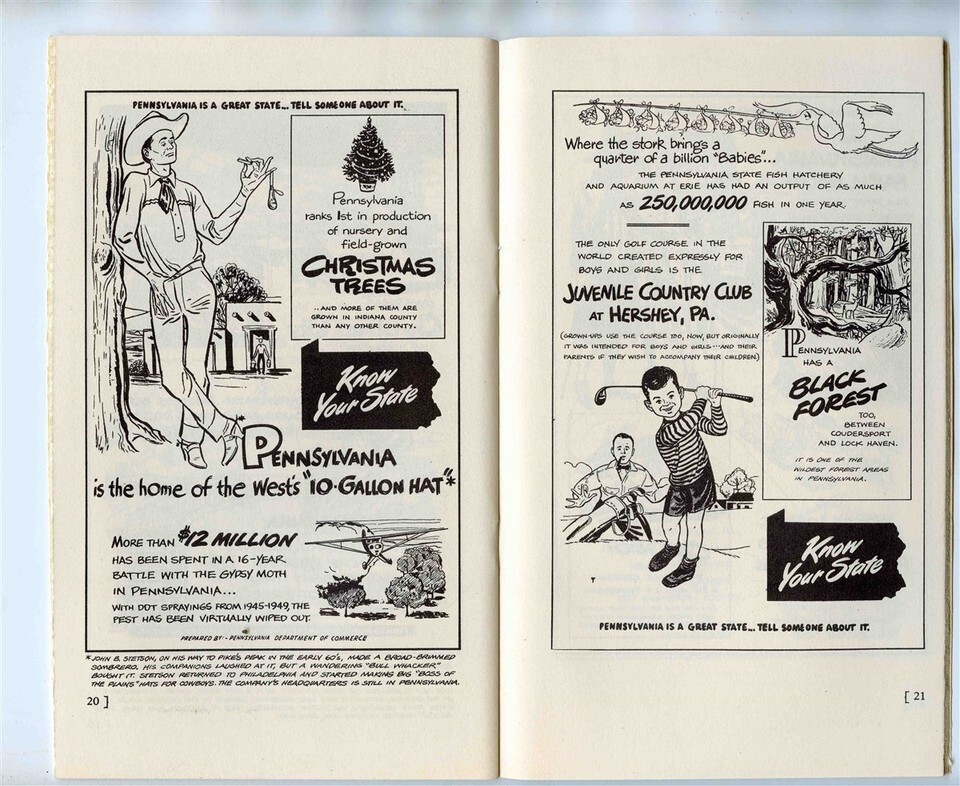 PENNSYLVANIA IS A GREAT STATE... TELL SOMEONE ABOUT IT.
Pennsylvania
ranks 1st in production
of nursery and
field-grown
CHRISTMAS
TREES
...AND MORE OF THEM ARE
GROWN IN INDIANA COUNTY
THAN ANY OTHER COUNTY.
Know
Your State
PENNSYLVANIA
is the home of the West's "10-GALLON HAT"*
MORE THAN $12 MILLION
HAS BEEN SPENT IN A 16-YEAR
BATTLE WITH THE GYPSY MOTH
IN PENNSYLVANIA...
WITH DDT SPRAYINGS FROM 1945-1949, THE
PEST HAS BEEN VIRTUALLY WIPED OUT.
PREPARED BY:- PENNSYLVANIA DEPARTMENT OF COMMERCE
*JOHN B. STETSON, ON HIS WAY TO PIKE'S PEAK IN THE EARLY 60'S, MADE A BROAD-BRIMMED
SOMBRERO. HIS COMPANIONS LAUGHED AT IT, BUT A WANDERING "BULL WHACKER,"
BOUGHT IT. STETSON RETURNED TO PHILADELPHIA AND STARTED MAKING BIG "BOSS OF
THE PLAINS" HATS FOR COWBOYS. THE COMPANY'S HEADQUARTERS IS STILL IN PENNSYLVANIA.
20 ]
Where the stork brings a
quarter of a billion "Babies"...
THE PENNSYLVANIA STATE FISH HATCHERY
AND AQUARIUM AT ERIE HAS HAD AN OUTPUT OF AS MUCH
AS 250,000,000 FISH IN ONE YEAR.
THE ONLY GOLF COURSE IN THE
WORLD CREATED EXPRESSLY FOR
BOYS AND GIRLS IS THE
JUVENILE COUNTRY CLUB
AT HERSHEY, PA.
(GROWN-UPS USE THE COURSE TOO, NOW, BUT ORIGINALLY
IT WAS INTENDED FOR BOYS AND GIRLS...AND THEIR
PARENTS IF THEY WISH TO ACCOMPANY THEIR CHILDREN)
PENNSYLVANIA
HAS A
BLACK
FOREST
TOO,
BETWEEN
COUDERSPORT
AND LOCK HAVEN.
IT IS ONE OF THE
WILDEST FOREST AREAS
IN PENNSYLVANIA.
Know
Your State
PENNSYLVANIA IS A GREAT STATE... TELL SOMEONE ABOUT IT.
[ 21